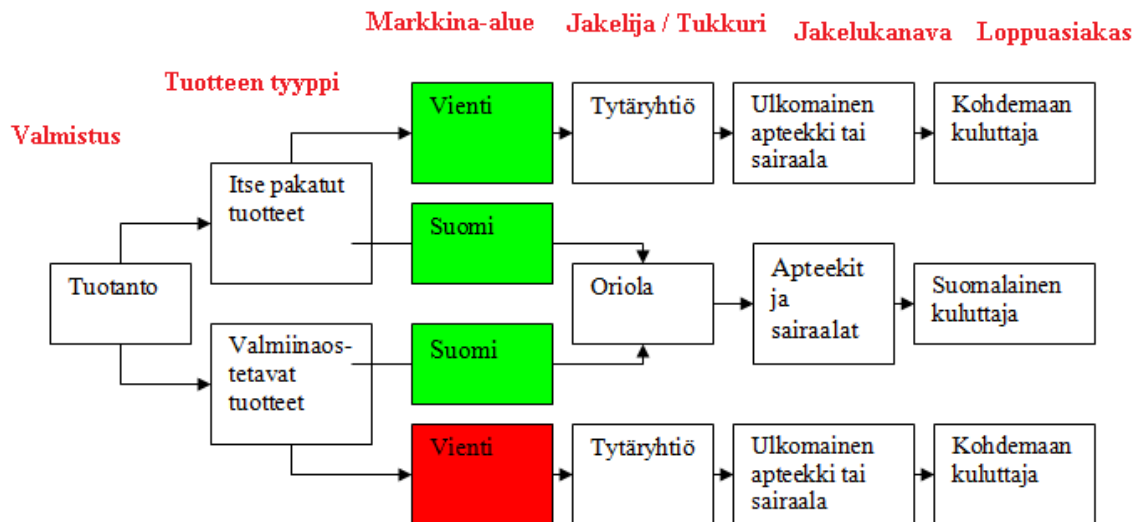 Markkina-alue
Jakelija / Tukkuri
Jakelukanava
Loppuasiakas
Tuotteen tyyppi
Valmistus
Vienti
Tytäryhtiö
Ulkomainen
apteekki tai
sairaala
Kohdemaan
kuluttaja
Itse pakatut
tuotteet
Suomi
Tuotanto
Oriola
Apteekit
ja
sairaalat
Suomalainen
kuluttaja
Valmiinaos-
tetavat
tuotteet
Suomi
Vienti
Tytäryhtiö
Ulkomainen
apteekki tai
sairaala
Kohdemaan
kuluttaja